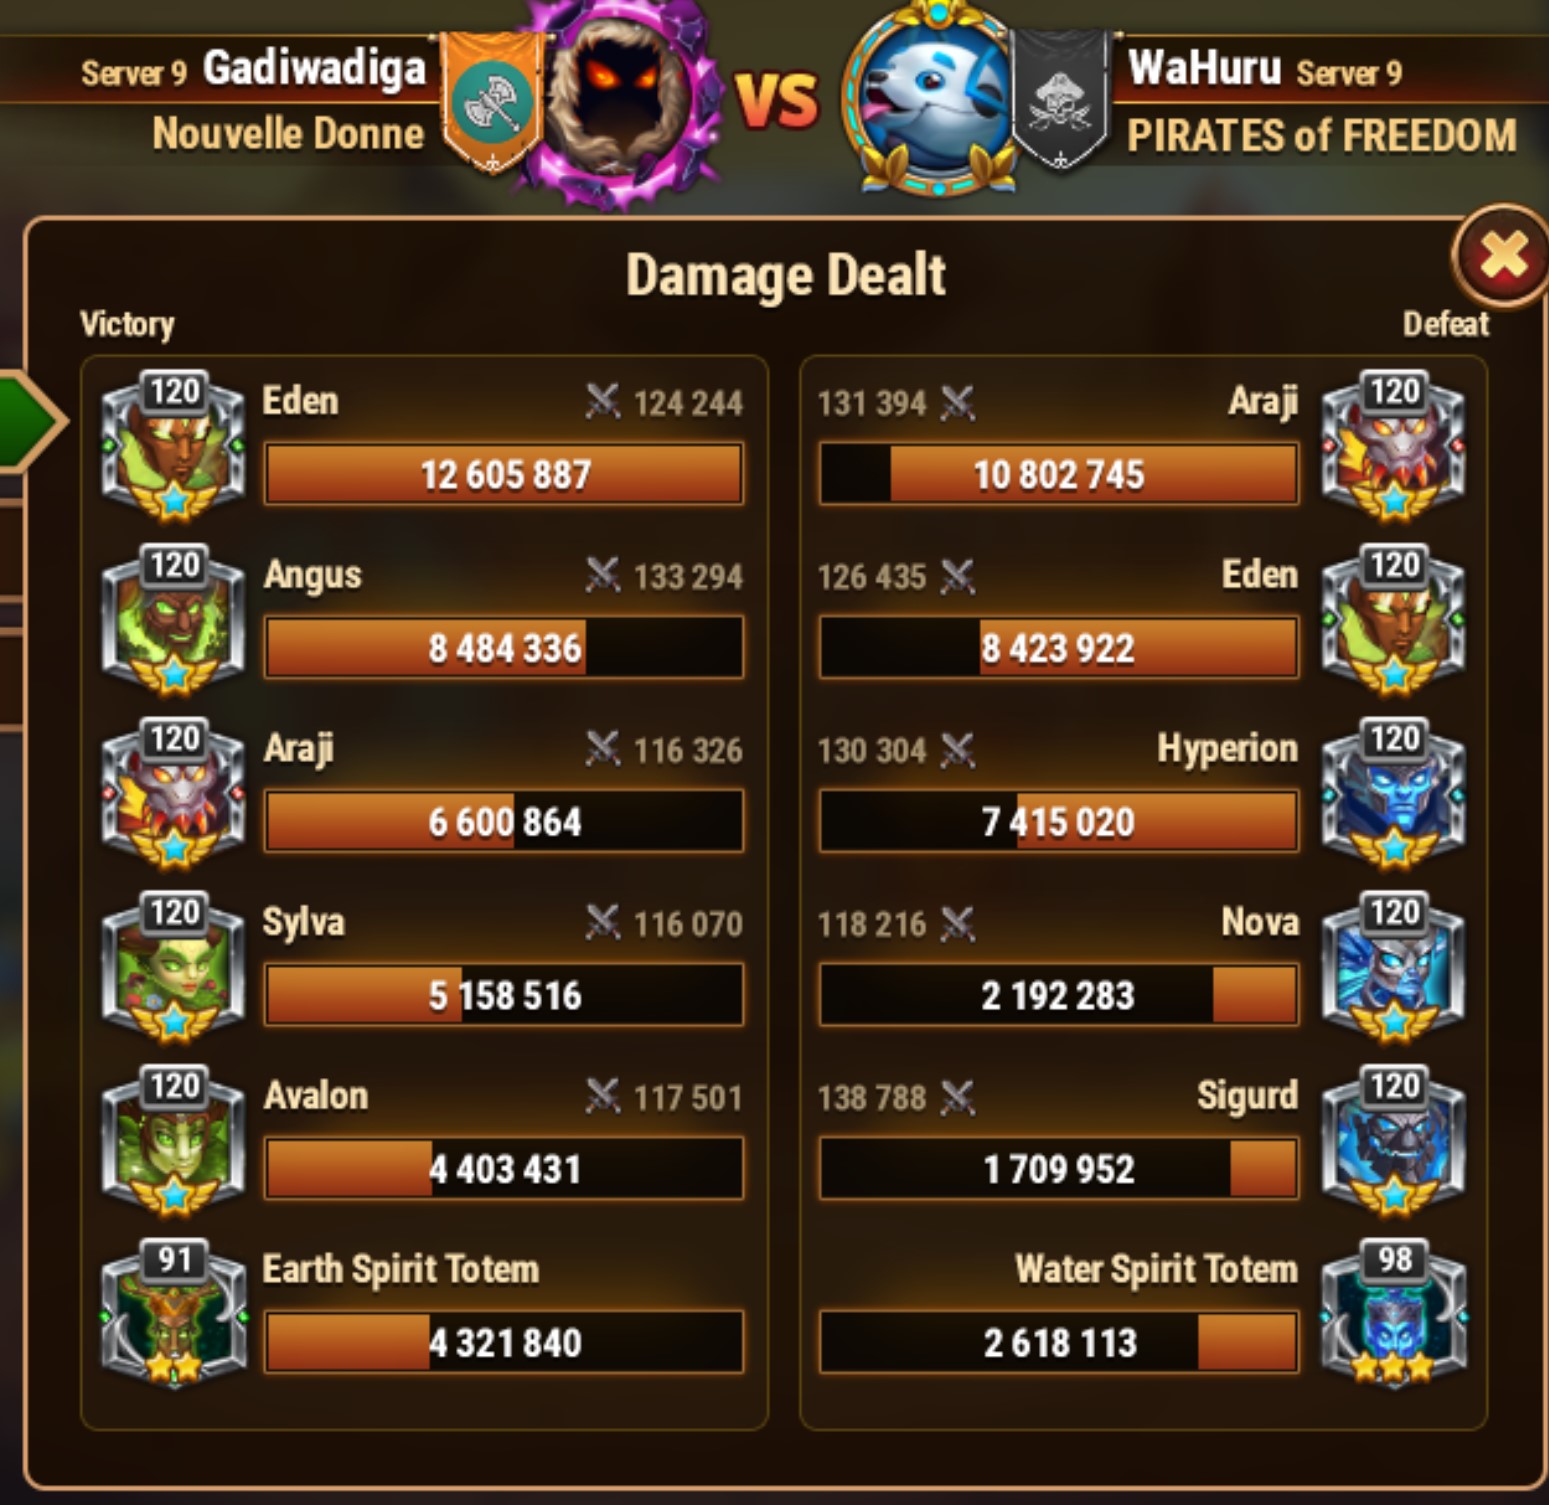 Server 9 Gadiwadiga
Nouvelle Donne
VS
WaHuru Server 9
PIRATES of FREEDOM
Damage Dealt
Victory
Defeat
120
Eden
124 244
12 605 887
120
Angus
133 294
8 484 336
120
Araji
116 326
6 600 864
120
Sylva
116 070
5 158 516
120
Avalon
117 501
4 403 431
91
Earth Spirit Totem
4 321 840
131 394
Araji
120
10 802 745
126 435
Eden
120
8 423 922
130 304
Hyperion
120
7 415 020
118 216
Nova
120
2 192 283
138 788
Sigurd
120
1 709 952
Water Spirit Totem
98
2 618 113